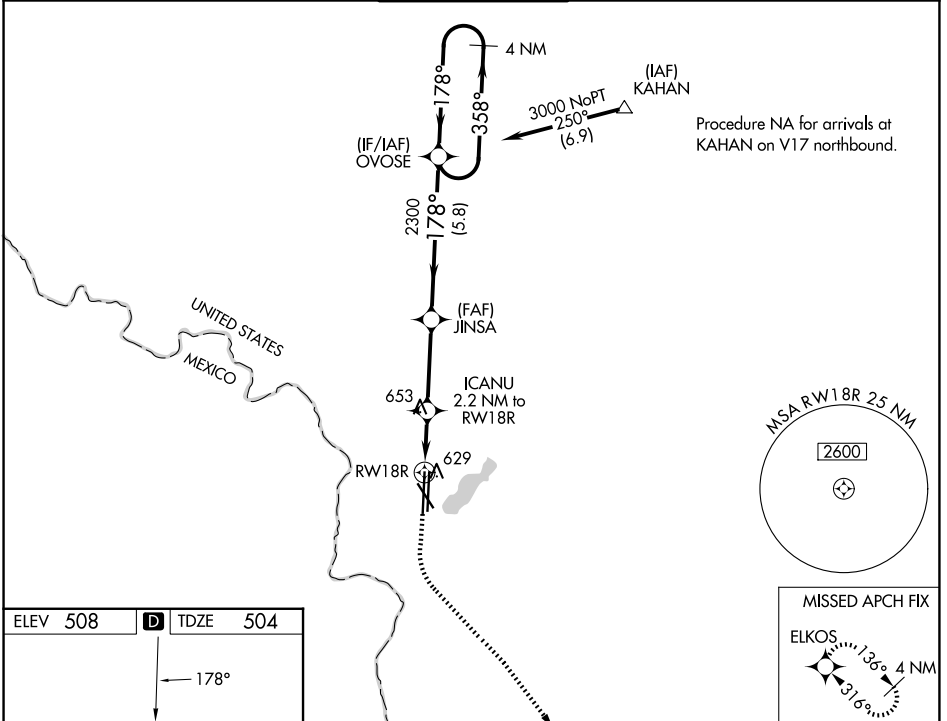 4 NM
178°
358°
(IAF)
KAHAN
3000 NoPT
250°
(6.9)
Procedure NA for arrivals at
KAHAN on V17 northbound.
(IF/IAF)
OVOSE
2300
178°
(5.8)
UNITED STATES
MEXICO
(FAF)
JINSA
653
ICANU
2.2 NM to
RW18R
RW18R
629
MSA RW18R 25 NM
2600
ELEV 508 D TDZE 504
178°
MISSED APCH FIX
ELKOS
136°
4 NM
316°